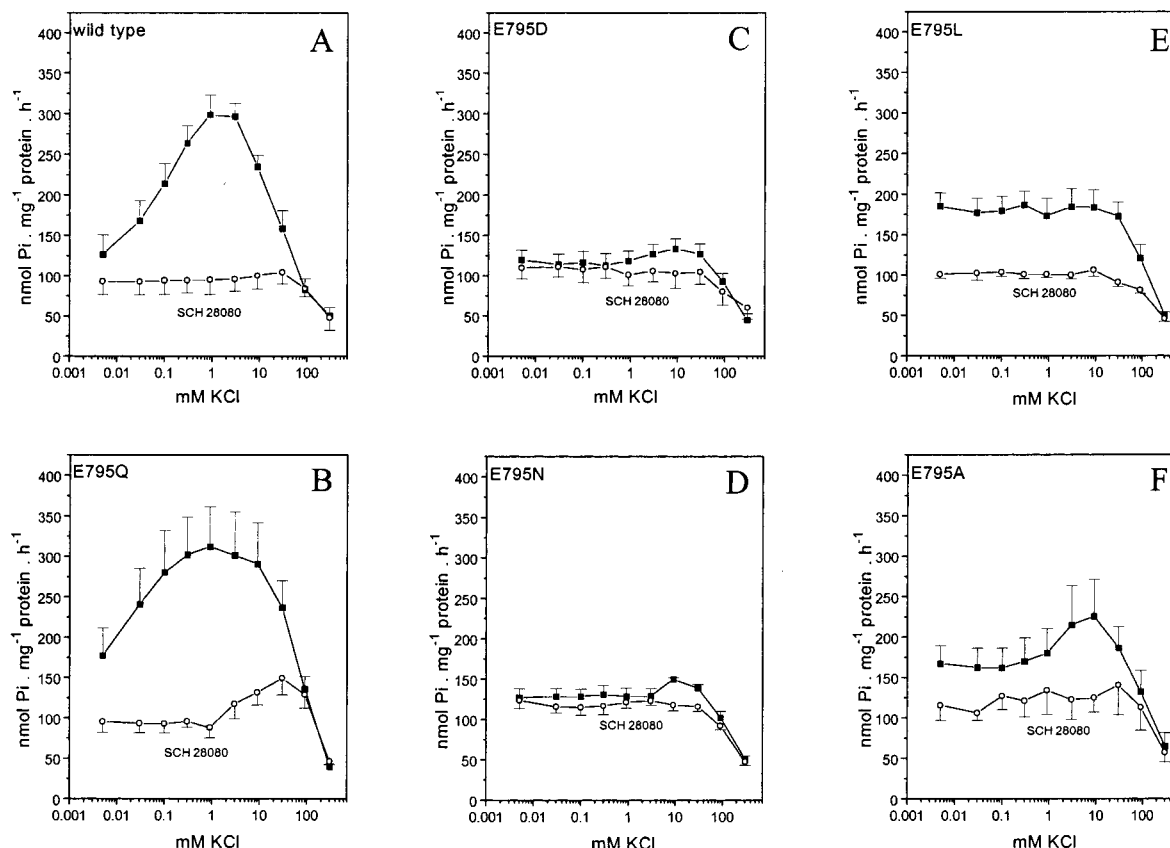 wild type
A
400
350
300
250
200
150
100
50
0
0.001 0.01 0.1 1 10 100
nmol Pi . mg⁻¹ protein . h⁻¹
SCH 28080
mM KCl
E795D
C
400
350
300
250
200
150
100
50
0
0.001 0.01 0.1 1 10 100
nmol Pi . mg⁻¹ protein . h⁻¹
SCH 28080
mM KCl
E795L
E
400
350
300
250
200
150
100
50
0
0.001 0.01 0.1 1 10 100
nmol Pi . mg⁻¹ protein . h⁻¹
SCH 28080
mM KCl
E795Q
B
400
350
300
250
200
150
100
50
0
0.001 0.01 0.1 1 10 100
nmol Pi . mg⁻¹ protein . h⁻¹
SCH 28080
mM KCl
E795N
D
400
350
300
250
200
150
100
50
0
0.001 0.01 0.1 1 10 100
nmol Pi . mg⁻¹ protein . h⁻¹
SCH 28080
mM KCl
E795A
F
400
350
300
250
200
150
100
50
0
0.001 0.01 0.1 1 10 100
nmol Pi . mg⁻¹ protein . h⁻¹
SCH 28080
mM KCl